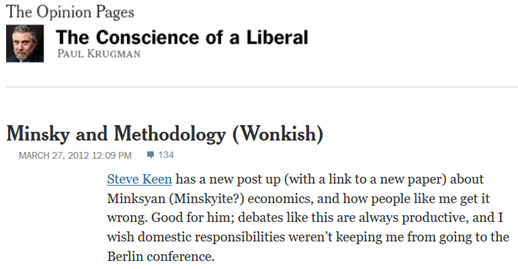 The Opinion Pages
The Conscience of a Liberal
PAUL KRUGMAN
Minsky and Methodology (Wonkish)
MARCH 27, 2012 12:09 PM 134
Steve Keen has a new post up (with a link to a new paper) about
Minksyan (Minskyite?) economics, and how people like me get it
wrong. Good for him; debates like this are always productive, and I
wish domestic responsibilities weren’t keeping me from going to the
Berlin conference.